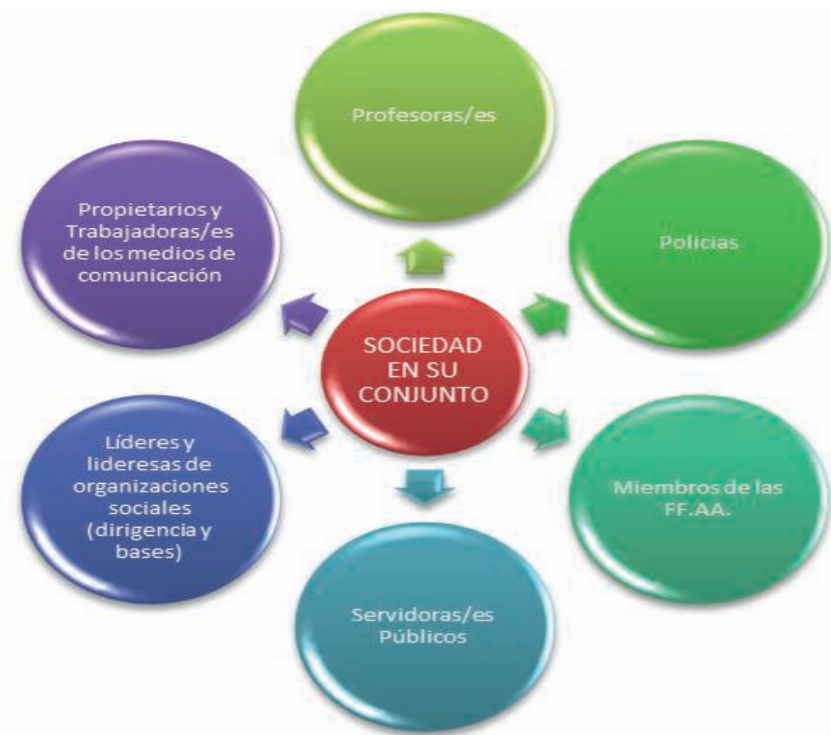 Profesoras/es
Policias
Miembros de las
FF.AA.
Servidoras/es
Públicos
Líderes y
lideresas de
organizaciones
sociales
(dirigencia y
bases)
Propietarios y
Trabajadoras/es
de los medios de
comunicación
SOCIEDAD
EN SU
CONJUNTO